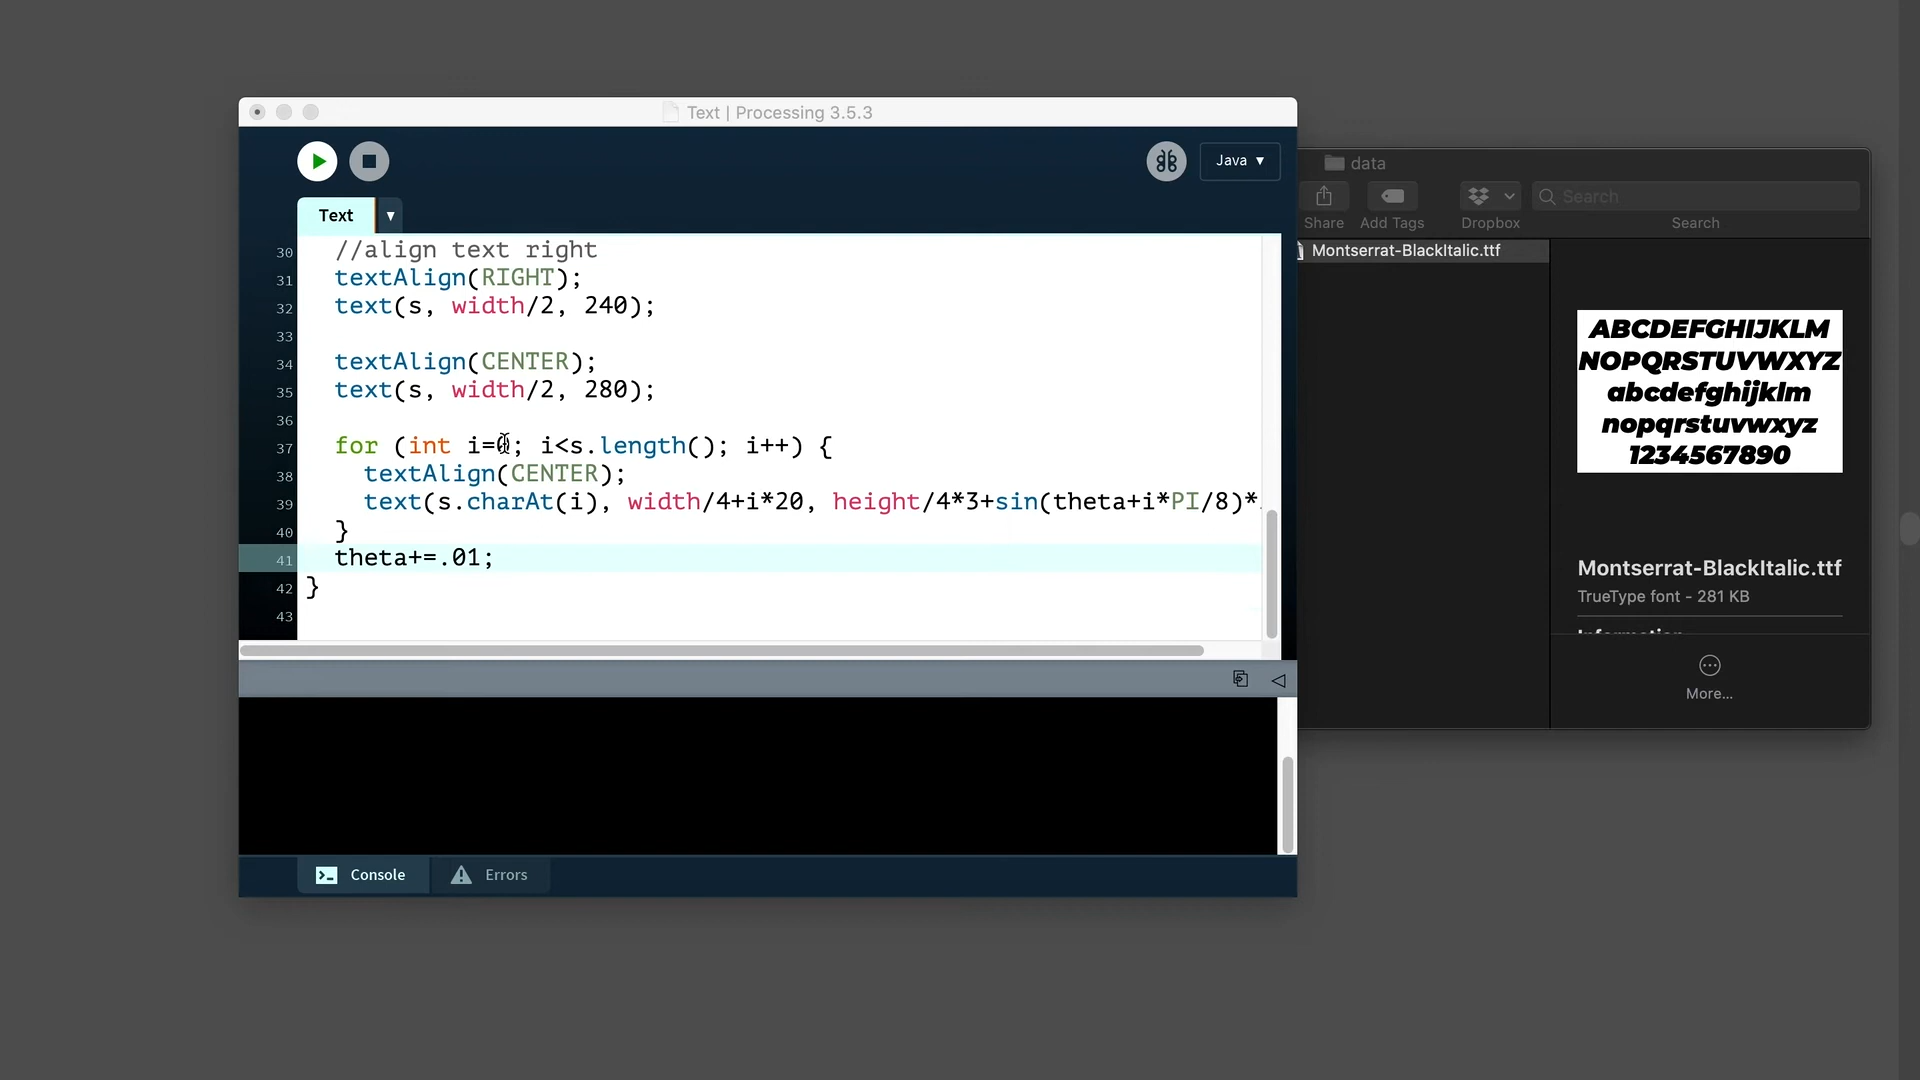 Text | Processing 3.5.3
Java ▼
Text ▼
30 //align text right
31 textAlign(RIGHT);
32 text(s, width/2, 240);
33
34 textAlign(CENTER);
35 text(s, width/2, 280);
36
37 for (int i=0; i<s.length(); i++) {
38 textAlign(CENTER);
39 text(s.charAt(i), width/4+i*20, height/4*3+sin(theta+i*PI/8)*
40 }
41 theta+=.01;
42 }
43
Console
Errors
data
Search
Share Add Tags Dropbox Search
Montserrat-BlackItalic.ttf
ABCDEFGHIJKLM
NOPQRSTUVWXYZ
abcdefghijklm
nopqrstuvwxyz
1234567890
Montserrat-BlackItalic.ttf
TrueType font - 281 KB
Information
More...